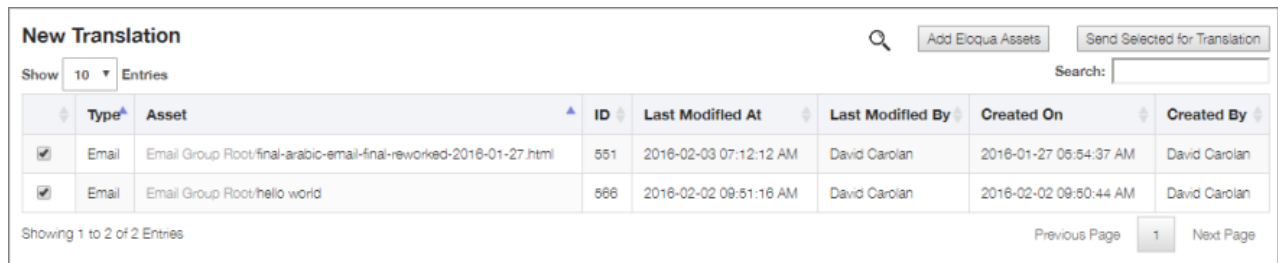 New Translation Add Eloqua Assets Send Selected for Translation
Show 10 Entries Search:
Type Asset ID Last Modified At Last Modified By Created On Created By
Email Email Group Root/final-arabic-email-final-reworked-2016-01-27.html 551 2016-02-03 07:12:12 AM David Carolan 2016-01-27 05:54:37 AM David Carolan
Email Email Group Root/hello world 566 2016-02-02 09:51:16 AM David Carolan 2016-02-02 09:50:44 AM David Carolan
Showing 1 to 2 of 2 Entries Previous Page 1 Next Page